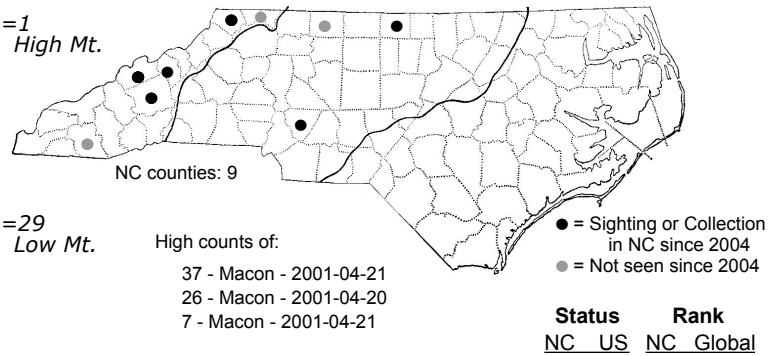 =1
High Mt.
NC counties: 9
=29
Low Mt.
High counts of:
37 - Macon - 2001-04-21
26 - Macon - 2001-04-20
7 - Macon - 2001-04-21
= Sighting or Collection
in NC since 2004
= Not seen since 2004
Status Rank
NC US NC Global